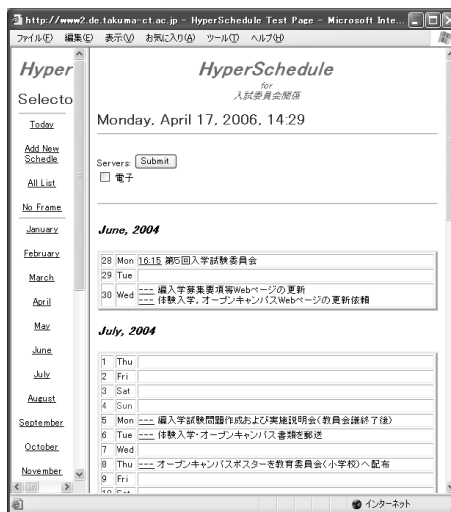 http://www2.de.takuma-ct.ac.jp - HyperSchedule Test Page - Microsoft Inte...
ファイル(F) 編集(E) 表示(V) お気に入り(A) ツール(T) ヘルプ(H)
Hyper
Selecto
Today
Add New
Schedle
All List
No Frame
January
February
March
April
May
June
July
August
September
October
November
HyperSchedule
for
入試委員会関係
Monday, April 17, 2006, 14:29
Servers: Submit
電子
June, 2004
28 Mon 16:15 第5回入学試験委員会
29 Tue
30 Wed --- 編入学募集要項等Webページの更新
--- 体験入学，オープンキャンパスWebページの更新依頼
July, 2004
1 Thu
2 Fri
3 Sat
4 Sun
5 Mon --- 編入学試験問題作成および実施説明会(教員会議終了後)
6 Tue --- 体験入学・オープンキャンパス書類を郵送
7 Wed
8 Thu --- オープンキャンパスポスターを教育委員会(小学校)へ配布
9 Fri
10 Sat
インターネット